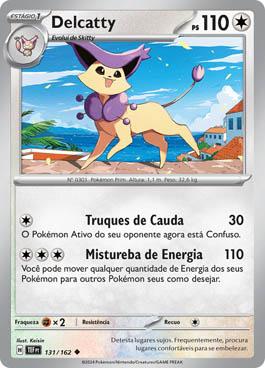 ESTÁGIO 1
Delcatty
PS 110
Evolui de Skitty
Nº 0301 Pokémon Prim. Altura: 1,1 m. Peso: 32,6 kg
Truques de Cauda 30
O Pokémon Ativo do seu oponente agora está Confuso.
Mistureba de Energia 110
Você pode mover qualquer quantidade de Energia dos seus
Pokémon para outros Pokémon seus como desejar.
Fraqueza x 2 Resistência Recuo
Ilust. Keisin
H TEF PT 131/162
Detesta lugares sujos. Frequentemente, procura
lugares confortáveis para se embelezar.
©2024 Pokémon/Nintendo/Creatures/GAME FREAK